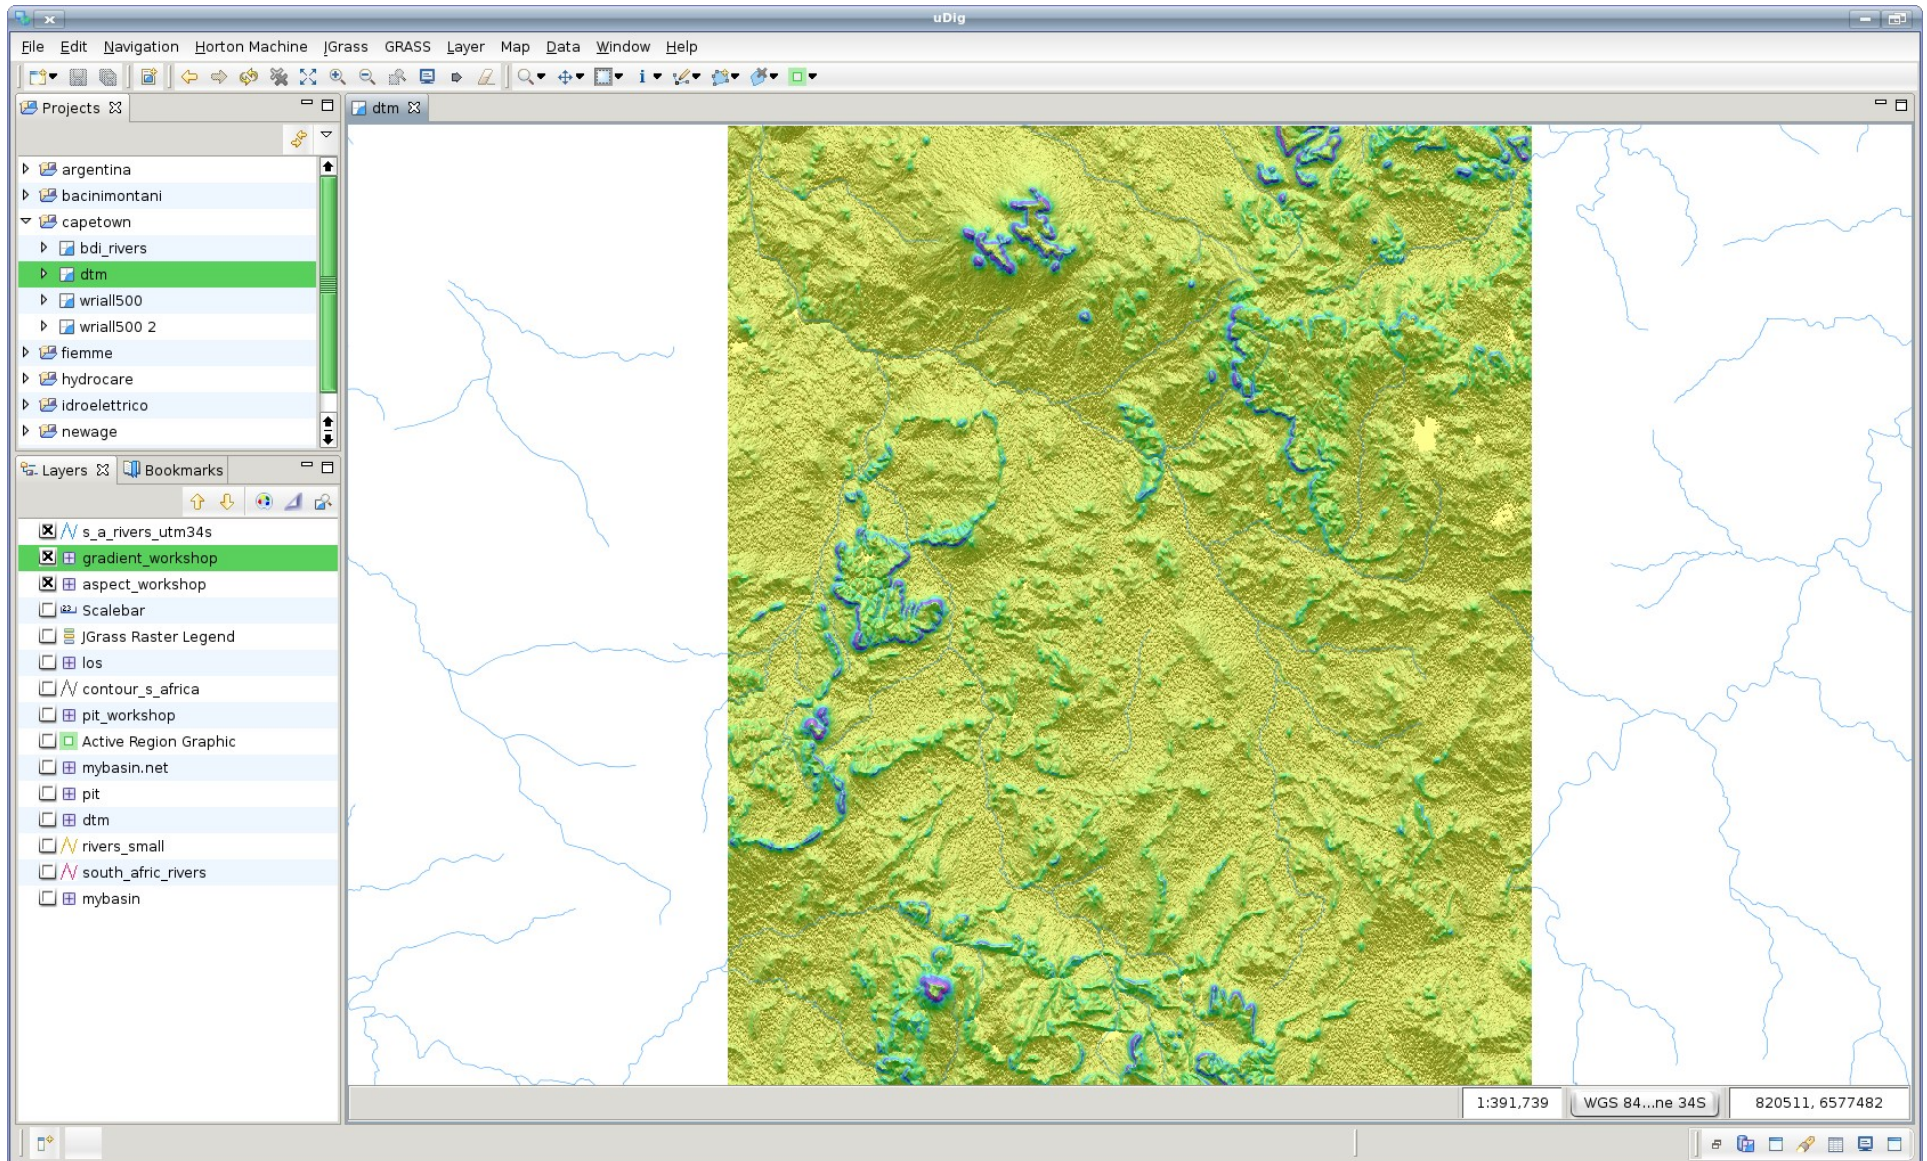 uDig
File Edit Navigation Horton Machine JGrass GRASS Layer Map Data Window Help
Projects
dtm
argentina
bacinimontani
capetown
bdi_rivers
dtm
wriall500
wriall500 2
fiemme
hydrocare
idroelettrico
newage
Layers Bookmarks
s_a_rivers_utm34s
gradient_workshop
aspect_workshop
Scalebar
JGrass Raster Legend
los
contour_s_africa
pit_workshop
Active Region Graphic
mybasin.net
pit
dtm
rivers_small
south_afric_rivers
mybasin
1:391,739 WGS 84...ne 34S 820511, 6577482